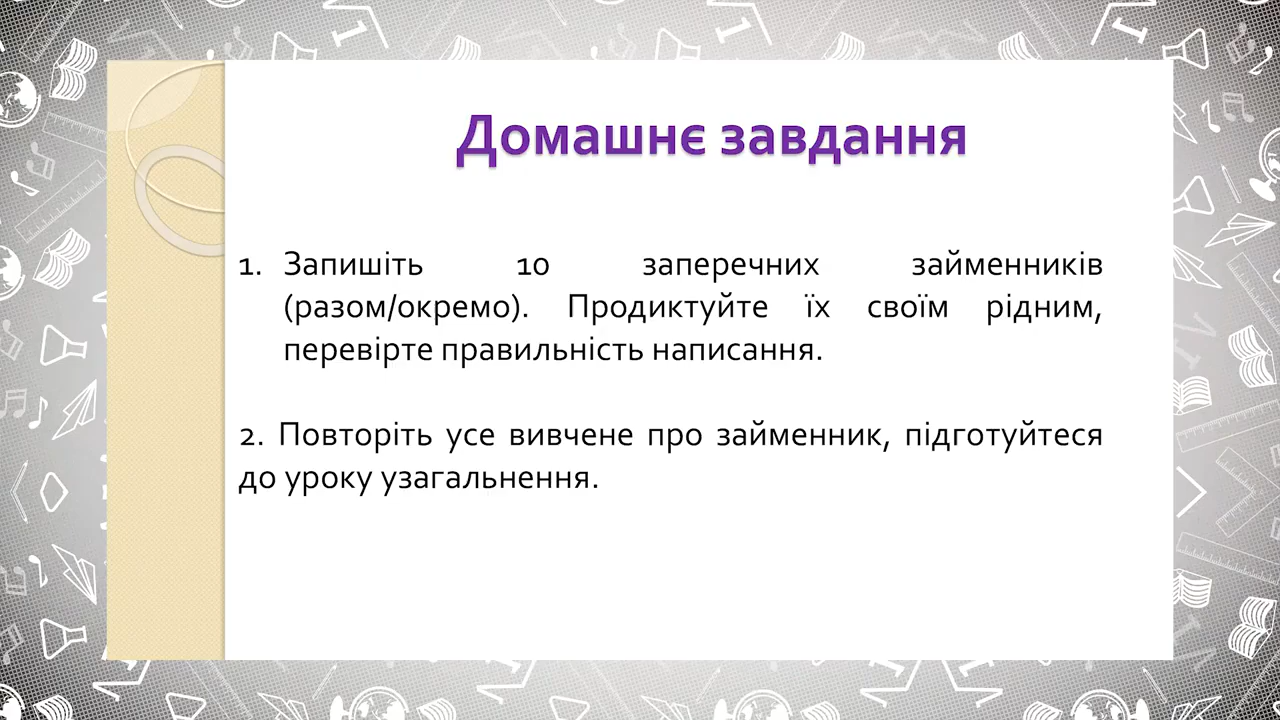 Домашнє завдання
1. Запишіть 10 заперечних займенників
(разом/окремо). Продиктуйте їх своїм рідним,
перевірте правильність написання.
2. Повторіть усе вивчене про займенник, підготуйтеся
до уроку узагальнення.